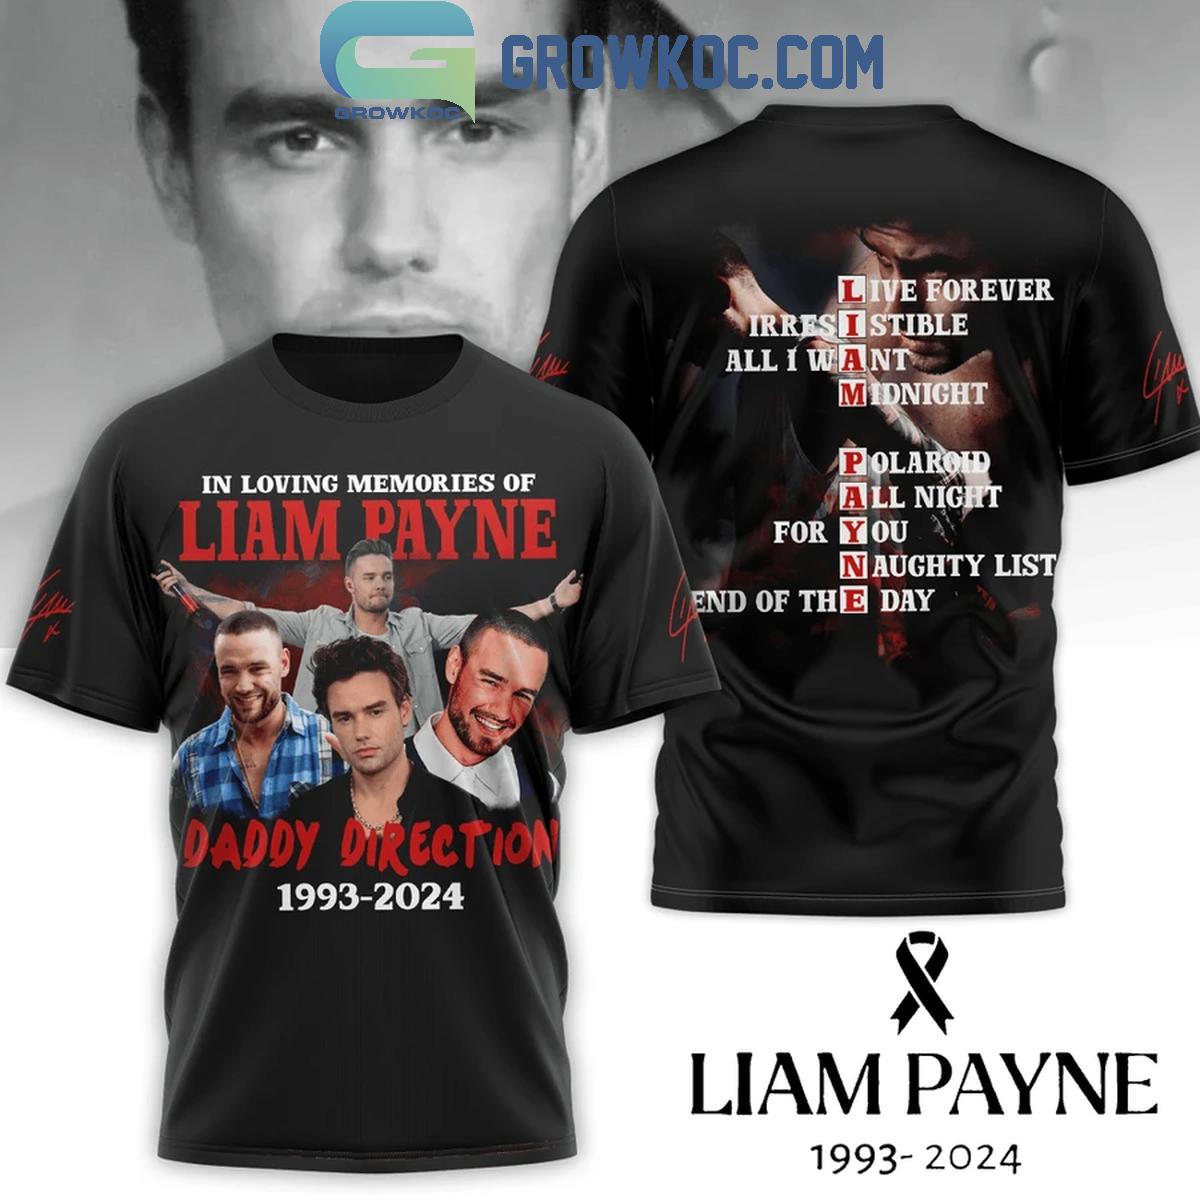 GROWKOC
GROWKOC.COM
IN LOVING MEMORIES OF
LIAM PAYNE
DADDY DIRECTION
1993-2024
LIVE FOREVER
IRRESISTIBLE
ALL I WANT
MIDNIGHT
POLAROID
ALL NIGHT
FOR YOU
NAUGHTY LIST
END OF THE DAY
LIAM PAYNE
1993- 2024